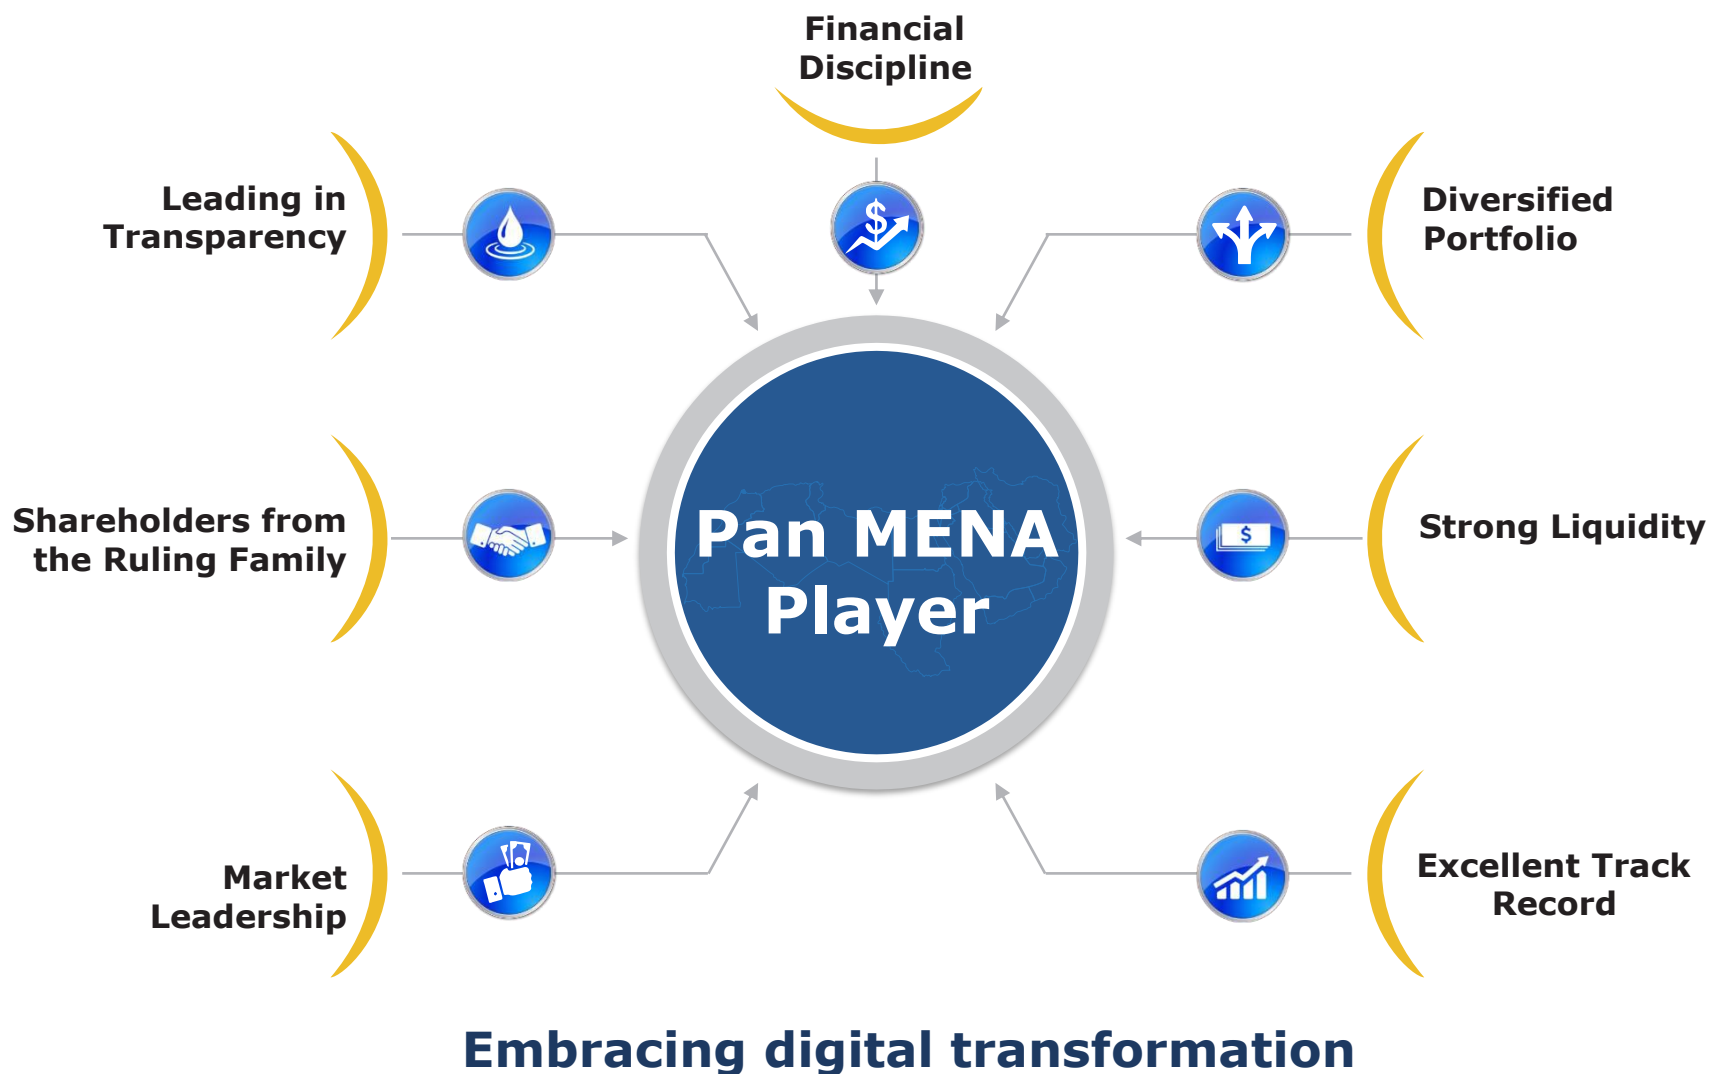 Financial
Discipline
Leading in
Transparency
Diversified
Portfolio
Shareholders from
the Ruling Family
Pan MENA
Player
Strong Liquidity
Market
Leadership
Excellent Track
Record
Embracing digital transformation